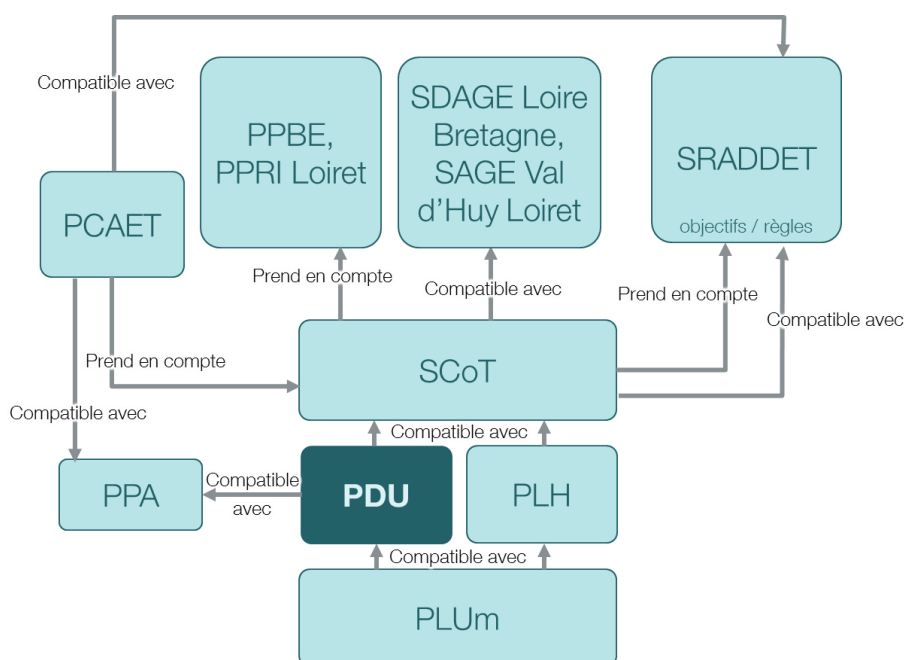 Compatible avec
PPBE,
PPRI Loiret
SDAGE Loire
Bretagne,
SAGE Val
d'Huy Loiret
SRADDET
objectifs / règles
PCAET
Prend en compte
Compatible avec
Prend en compte
Compatible avec
Prend en compte
SCoT
Compatible avec
Compatible avec
PPA
Compatible
avec
PDU
PLH
Compatible avec
PLUm